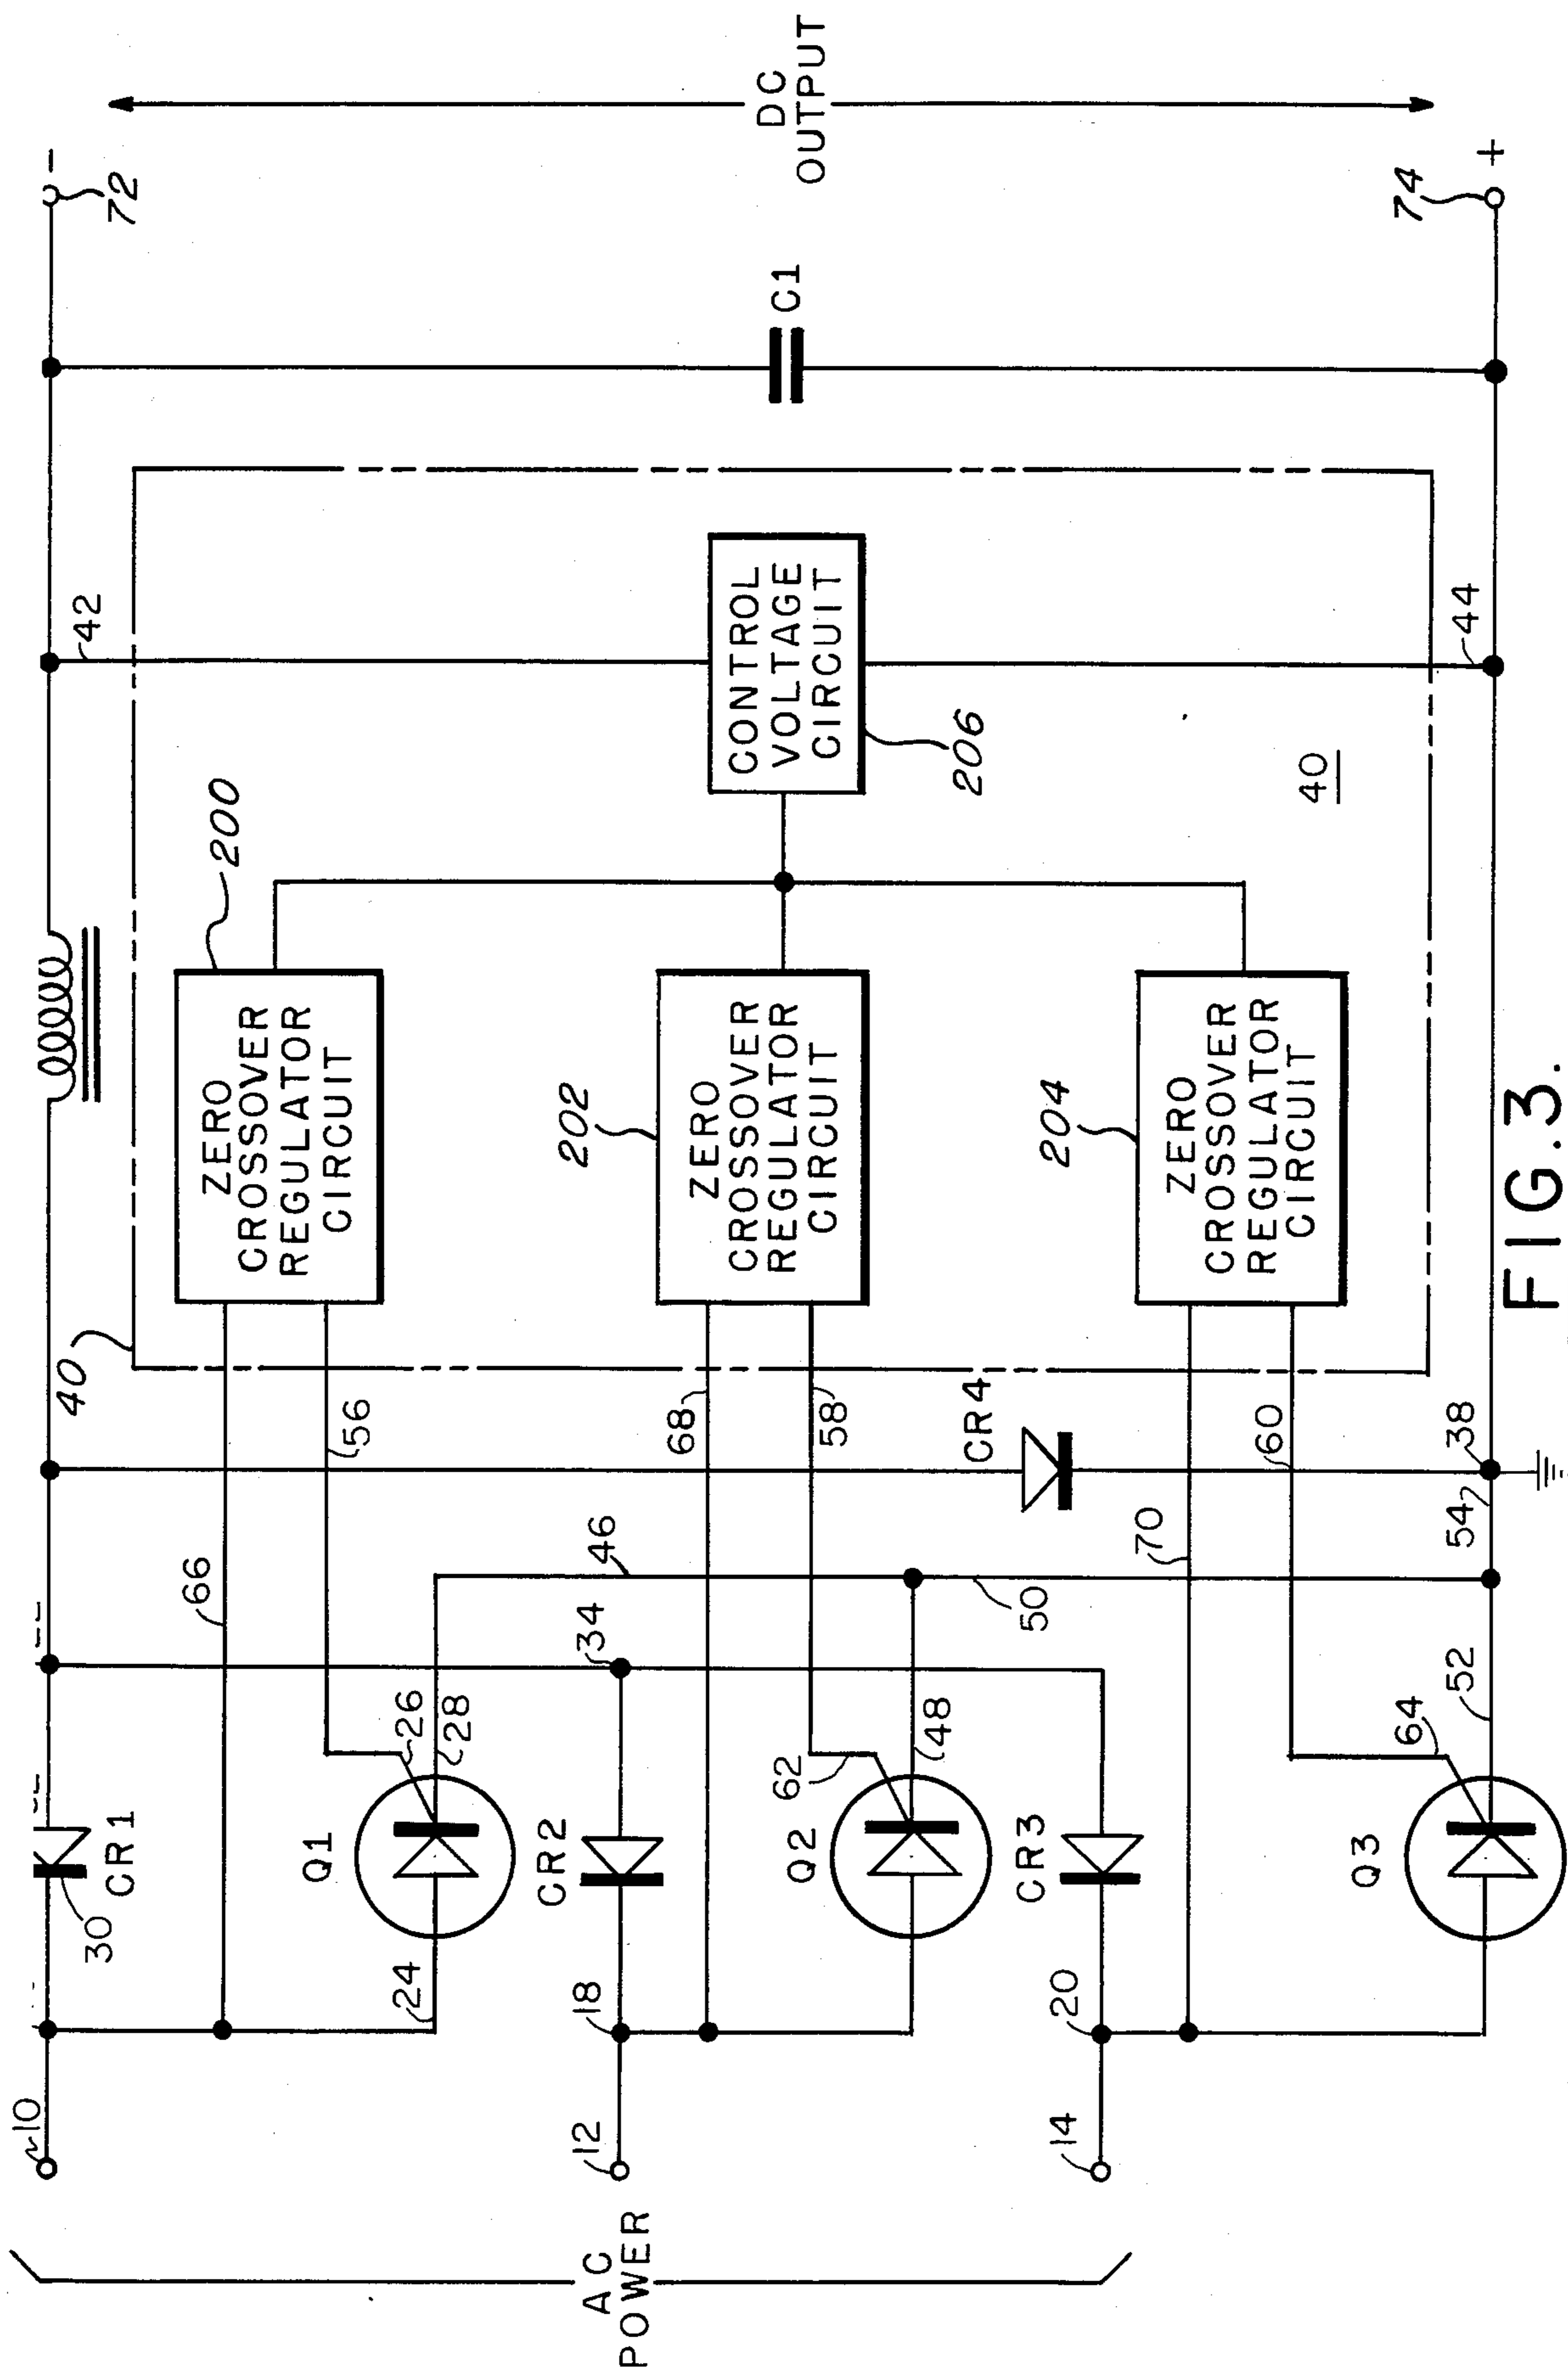 10
30
CR1
66
24
Q1
26
28
56
40
ZERO
CROSSOVER
REGULATOR
CIRCUIT
200
42
72
−
AC
POWER
12
18
CR2
34
46
68
58
62
Q2
48
50
202
ZERO
CROSSOVER
REGULATOR
CIRCUIT
CONTROL
VOLTAGE
CIRCUIT
206
C1
DC
OUTPUT
14
20
CR3
70
CR4
60
204
ZERO
CROSSOVER
REGULATOR
CIRCUIT
40
Q3
64
52
54
38
44
74
+
FIG.3.